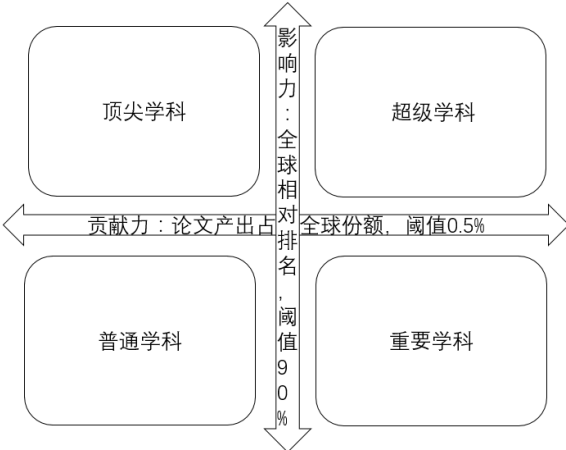 顶尖学科
超级学科
影响力：全球相对排名，阈值90%
贡献力：论文产出占全球份额，阈值0.5%
普通学科
重要学科